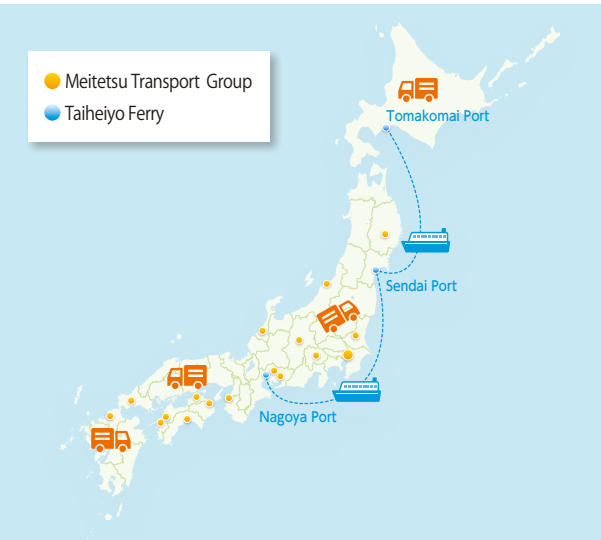 Meitetsu Transport Group
Taiheiyo Ferry
Tomakomai Port
Sendai Port
Nagoya Port